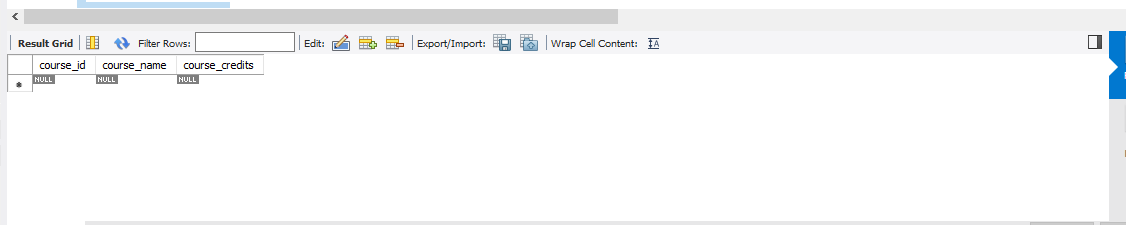 Result Grid Filter Rows: Edit: Export/Import: Wrap Cell Content:
course_id course_name course_credits
NULL NULL NULL